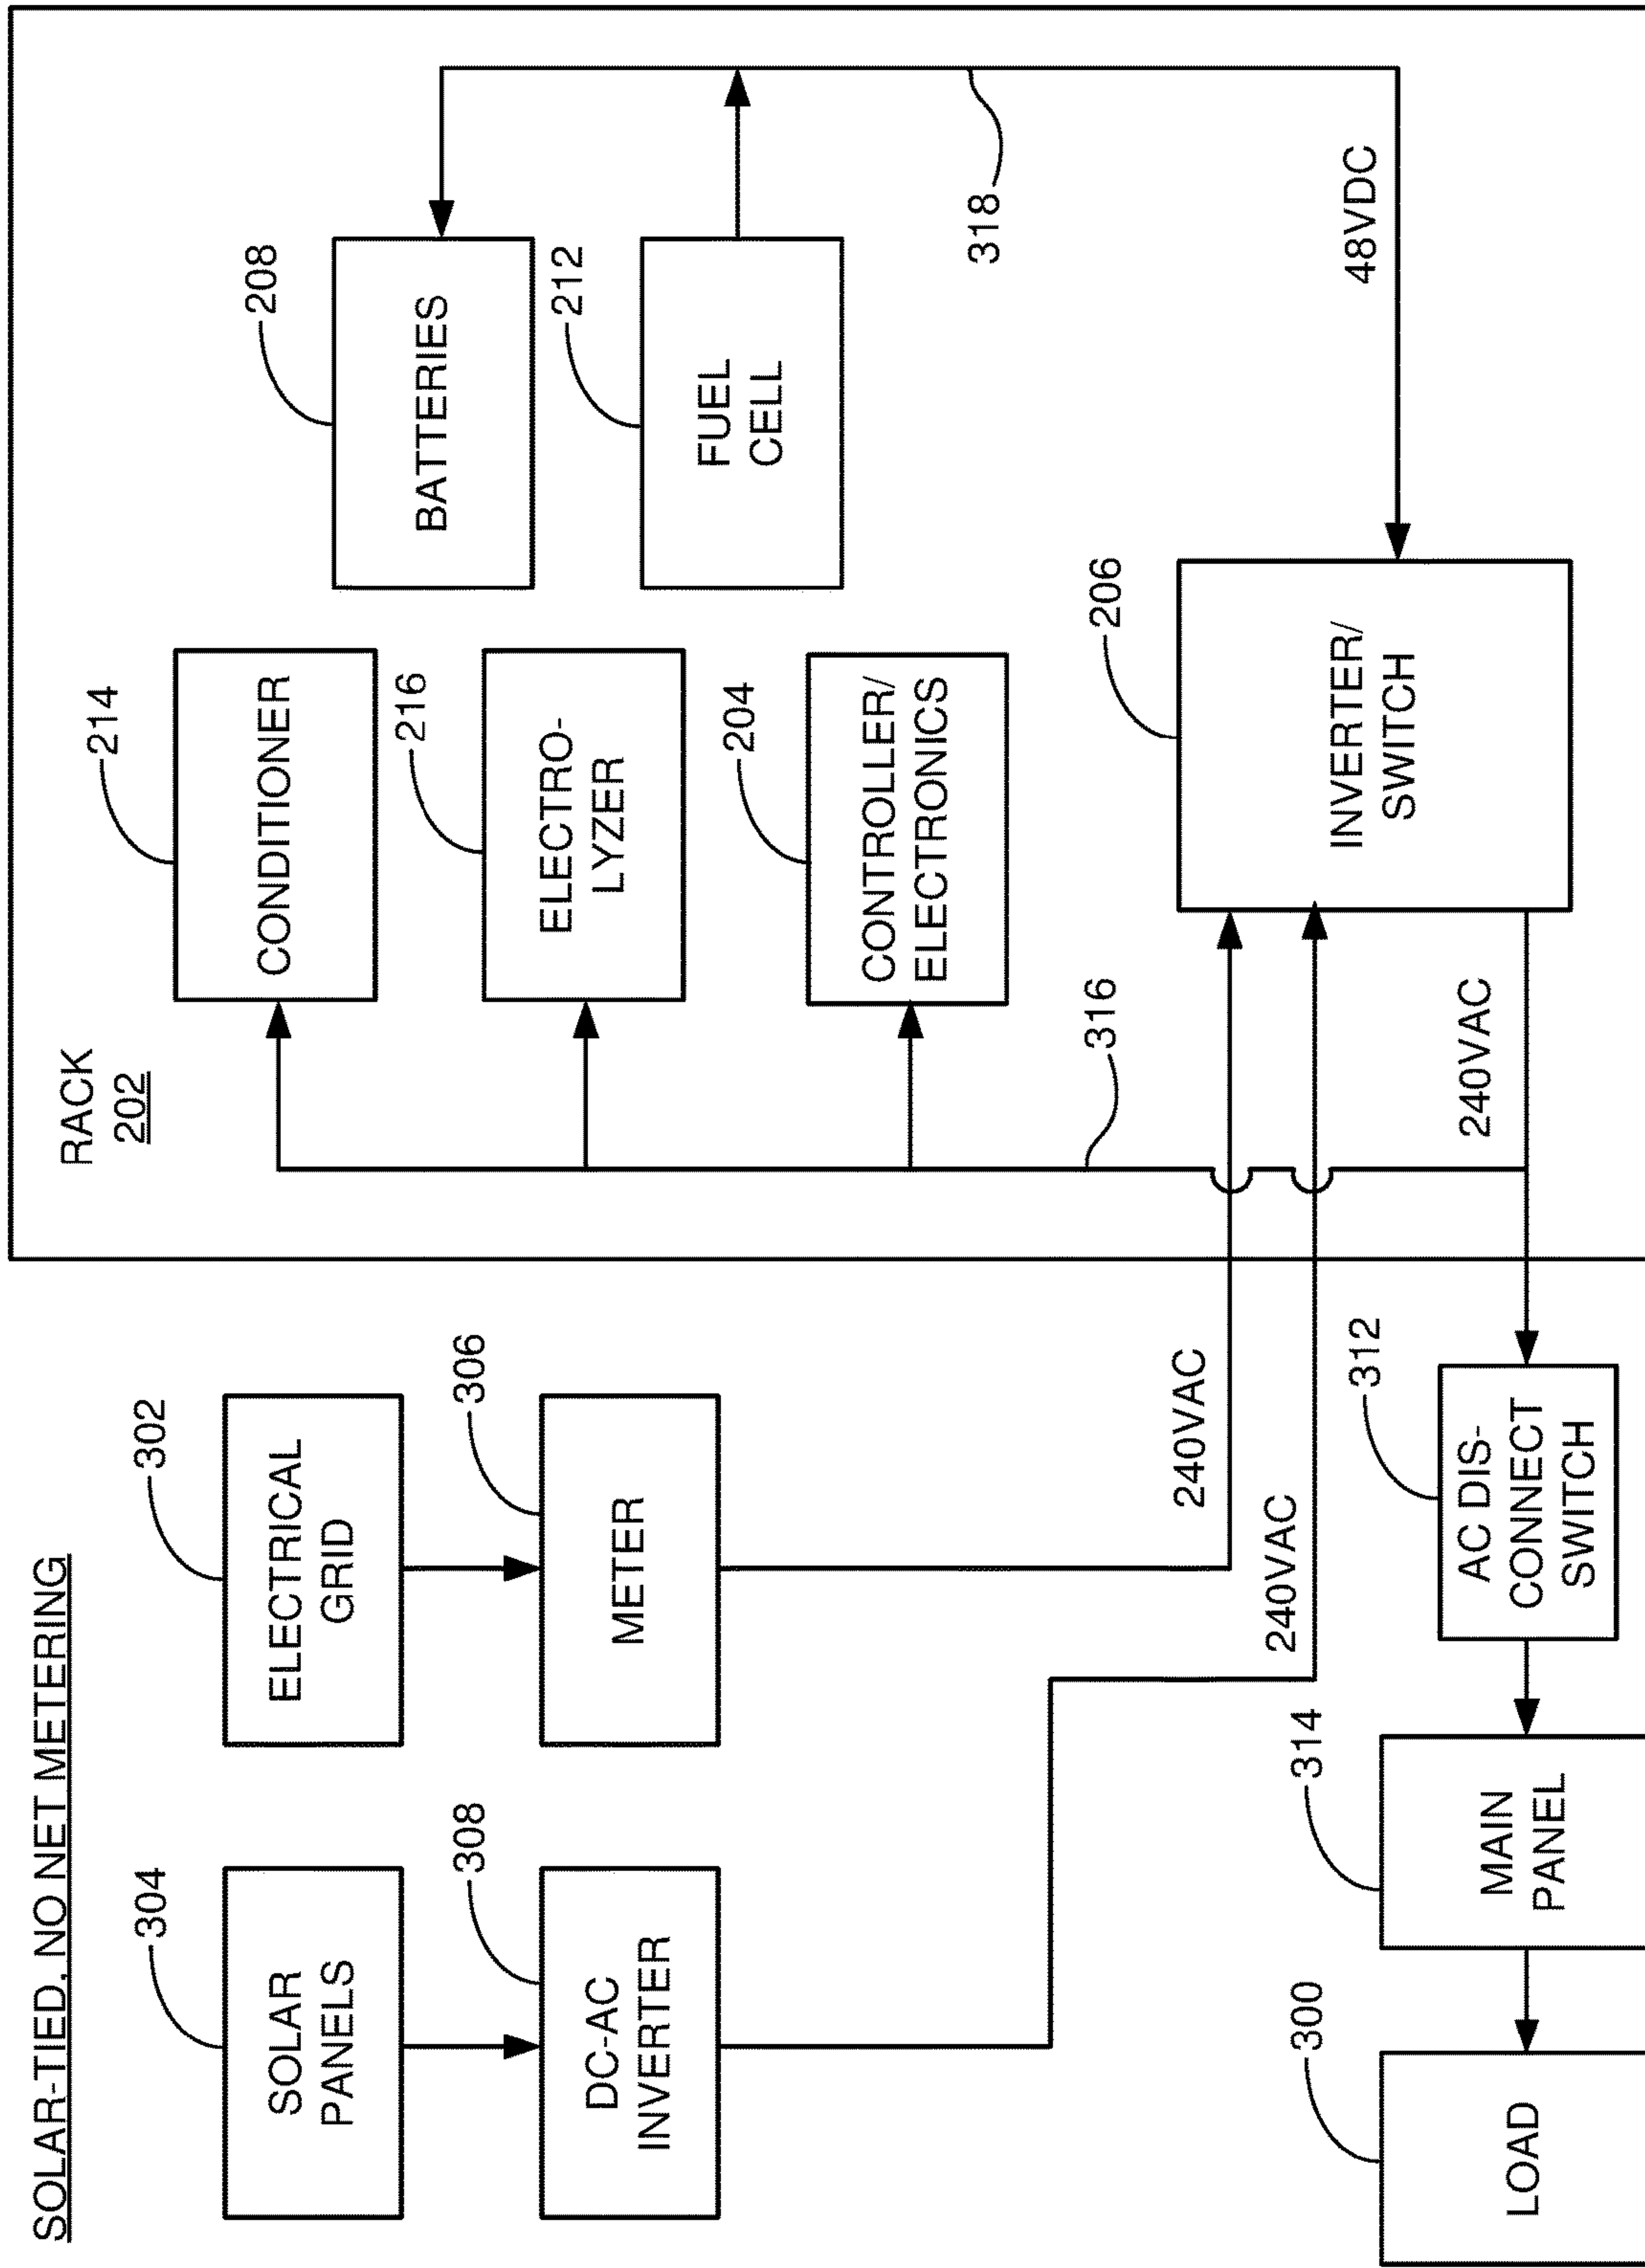 SOLAR-TIED, NO NET METERING
304
SOLAR
PANELS
302
ELECTRICAL
GRID
308
DC-AC
INVERTER
306
METER
240VAC
240VAC
300
LOAD
314
MAIN
PANEL
312
AC DIS-
CONNECT
SWITCH
RACK
202
214
CONDITIONER
216
ELECTRO-
LYZER
204
CONTROLLER/
ELECTRONICS
208
BATTERIES
212
FUEL
CELL
318
316
206
INVERTER/
SWITCH
48VDC
240VAC